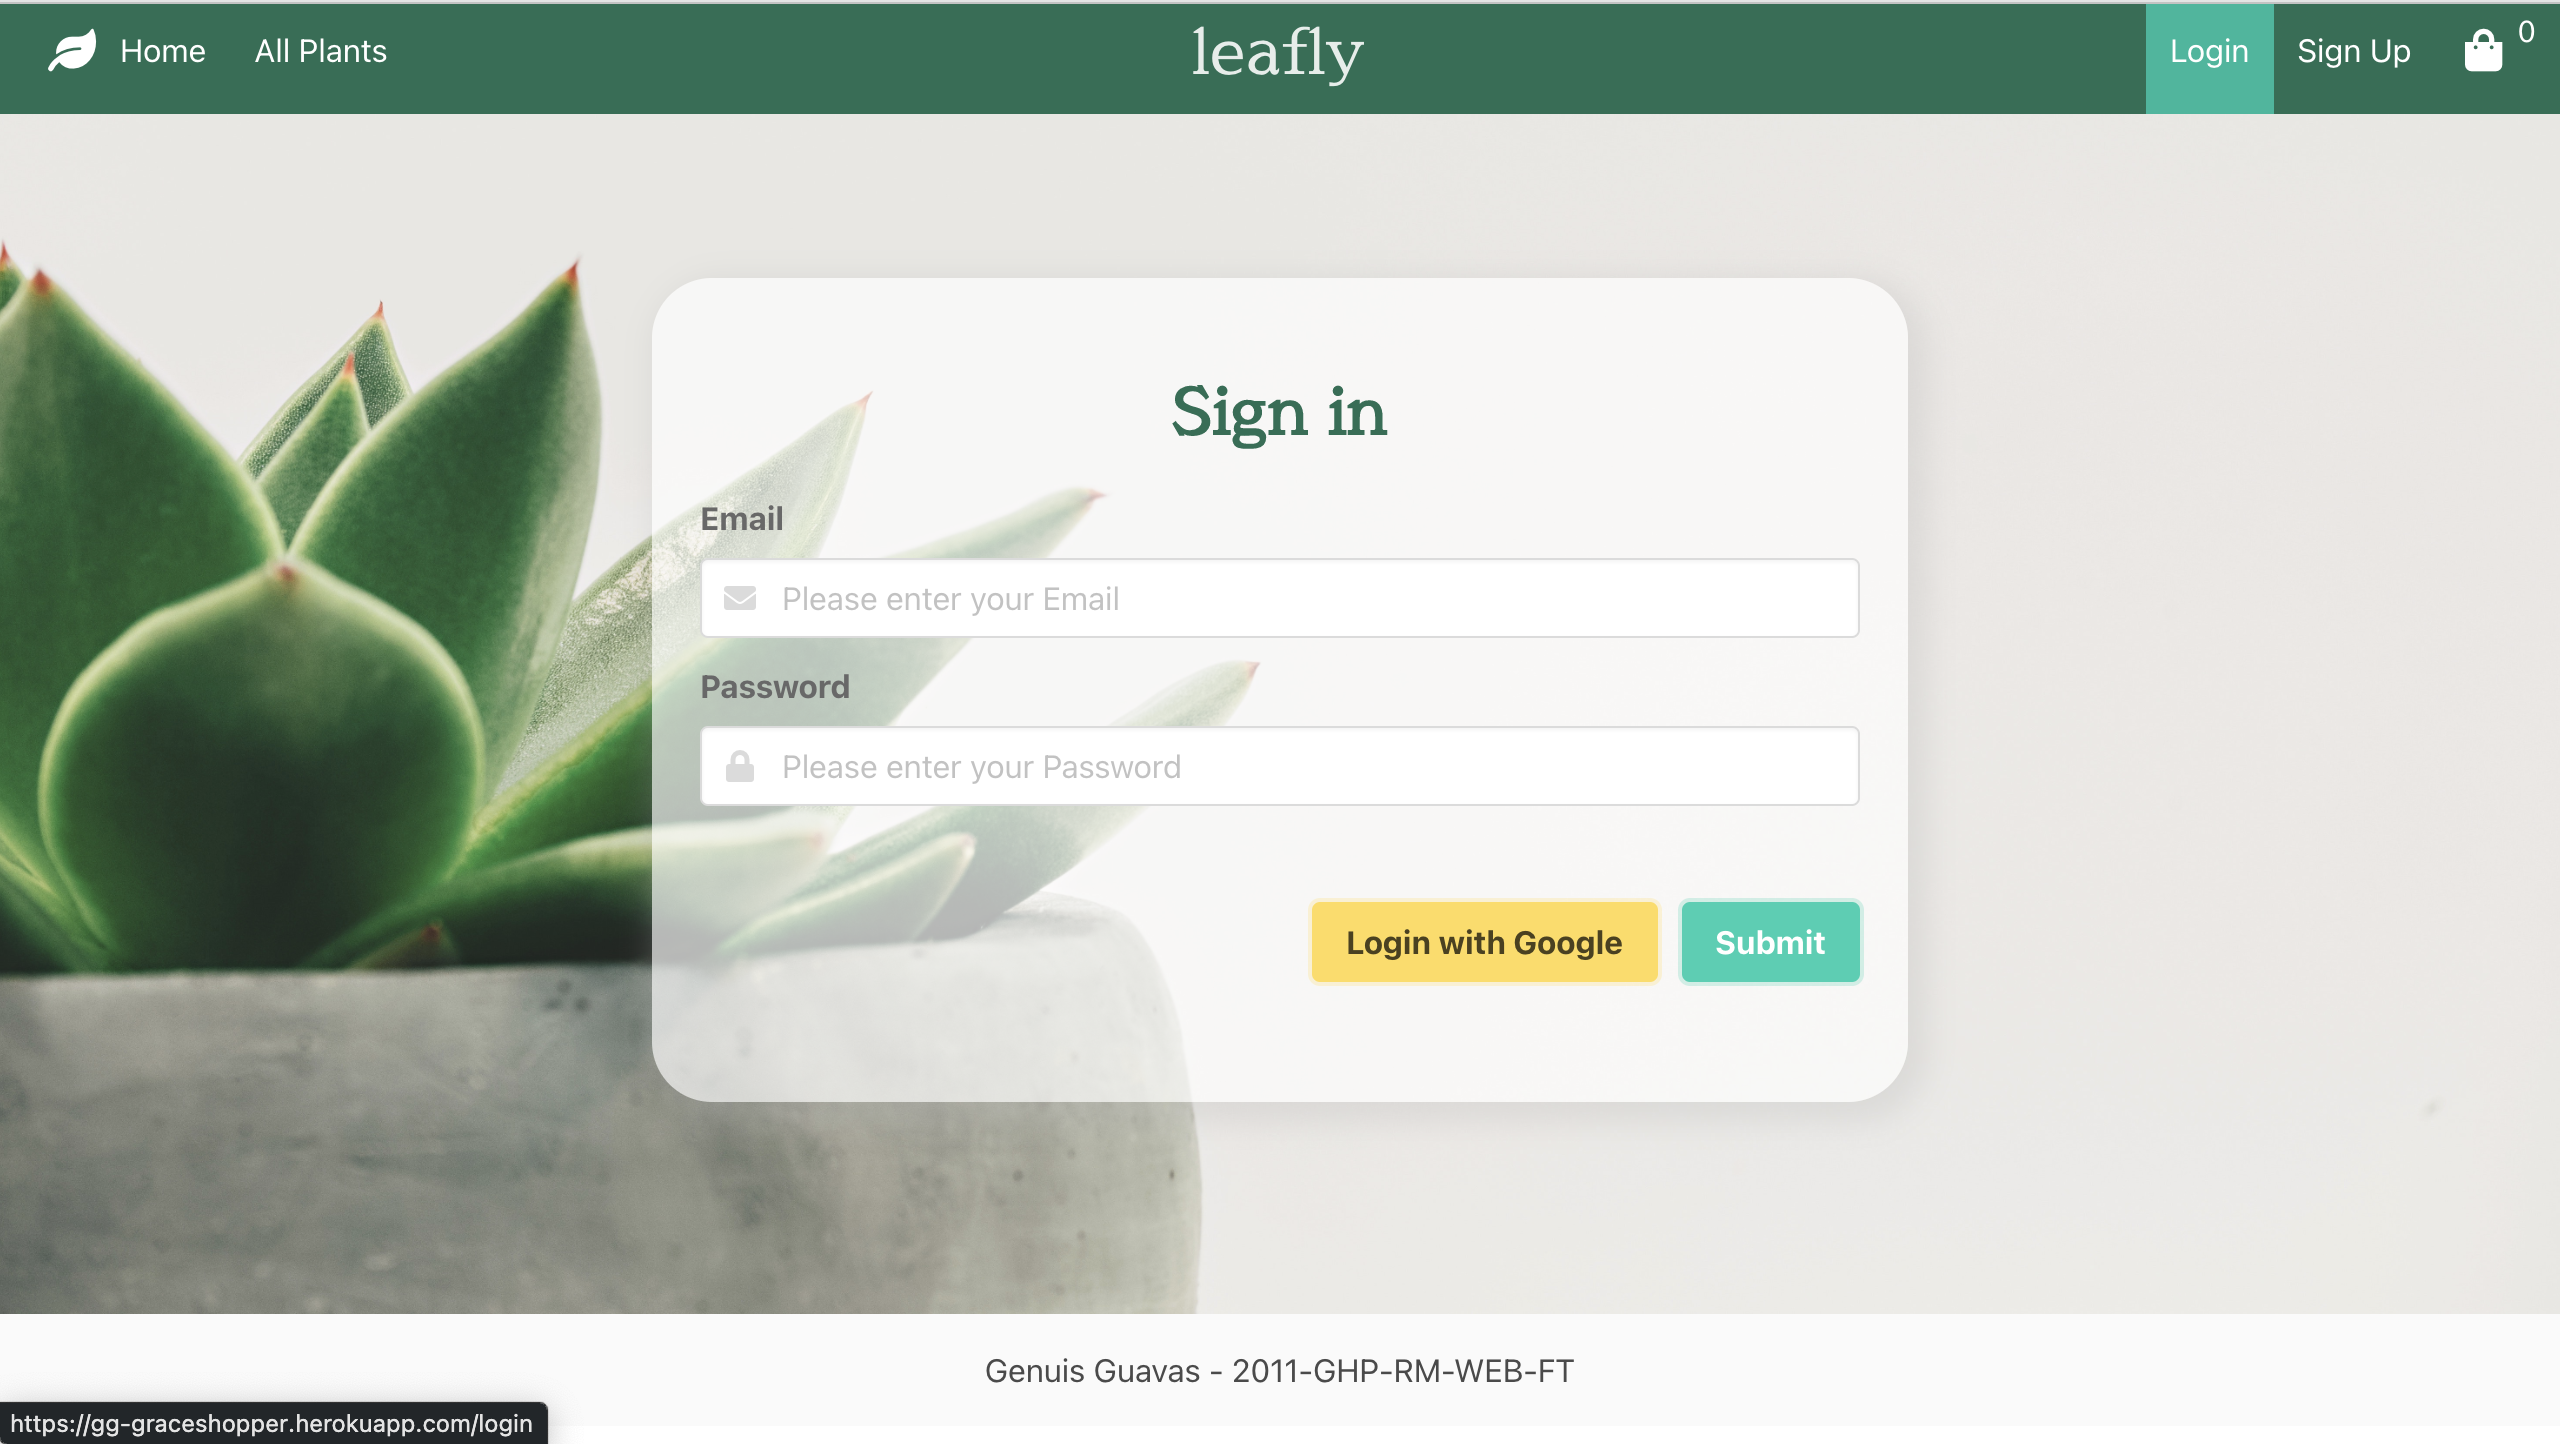 Home All Plants leafly Login Sign Up 0
Sign in
Email
Please enter your Email
Password
Please enter your Password
Login with Google Submit
Genuis Guavas - 2011-GHP-RM-WEB-FT
https://gg-graceshopper.herokuapp.com/login